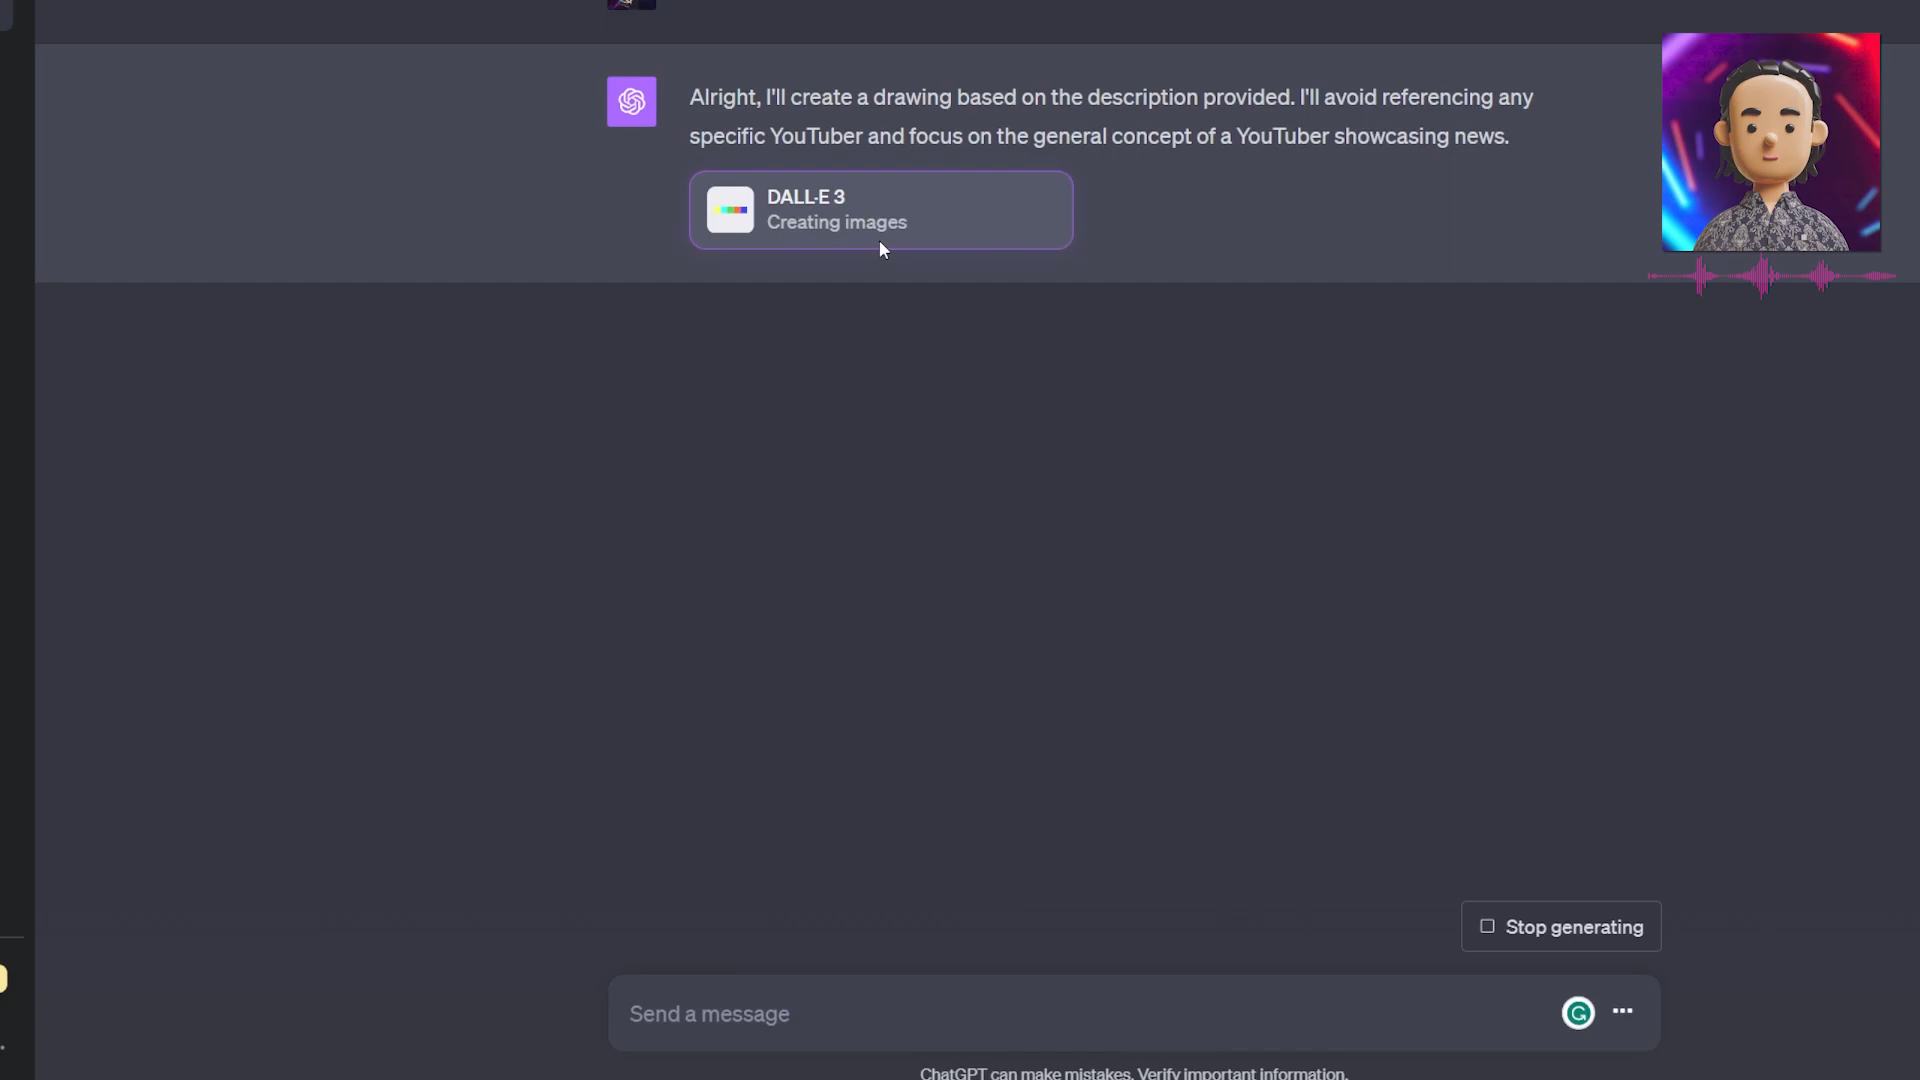 Alright, I'll create a drawing based on the description provided. I'll avoid referencing any
specific YouTuber and focus on the general concept of a YouTuber showcasing news.
DALL·E 3
Creating images
Stop generating
Send a message
ChatGPT can make mistakes. Verify important information.